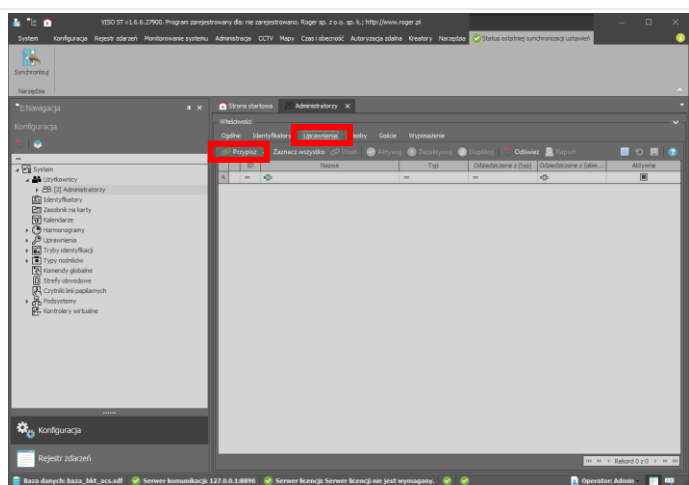 VISO ST v1.6.6.27900. Program zarejestrowany dla: nie zarejestrowano. Roger sp. z o.o. sp. k.; http://www.roger.pl
System Konfiguracja Rejestr zdarzeń Monitorowanie systemu Administracja CCTV Mapy Czas i obecność Autoryzacja zdalna Kreatory Narzędzia Status ostatniej synchronizacji ustawień
Synchronizuj
Narzędzia
Nawigacja
Strona startowa Administratorzy
Konfiguracja
Właściwości
Ogólne Identyfikatory Uprawnienia Goście Wyposażenie
Przypisz Zaznacz wszystko Usuń Aktywuj Dezaktywuj Duplikuj Odśwież Raport
ID Nazwa Typ Odziedziczone z (typ) Odziedziczone z (obie... Aktywne
System
Użytkownicy
[2] Administratorzy
Identyfikatory
Zasobnik na karty
Kalendarze
Harmonogramy
Uprawnienia
Tryby identyfikacji
Typy nośników
Komendy globalne
Strefy obwodowe
Czytniki linii papilarnych
Podsystemy
Kontrolery wirtualne
Konfiguracja
Rejestr zdarzeń
Rekord 0 z 0
Baza danych: baza_bkt_acs.sdf Serwer komunikacji: 127.0.0.1:8890 Serwer licencji: Serwer licencji nie jest wymagany. Operator: Admin